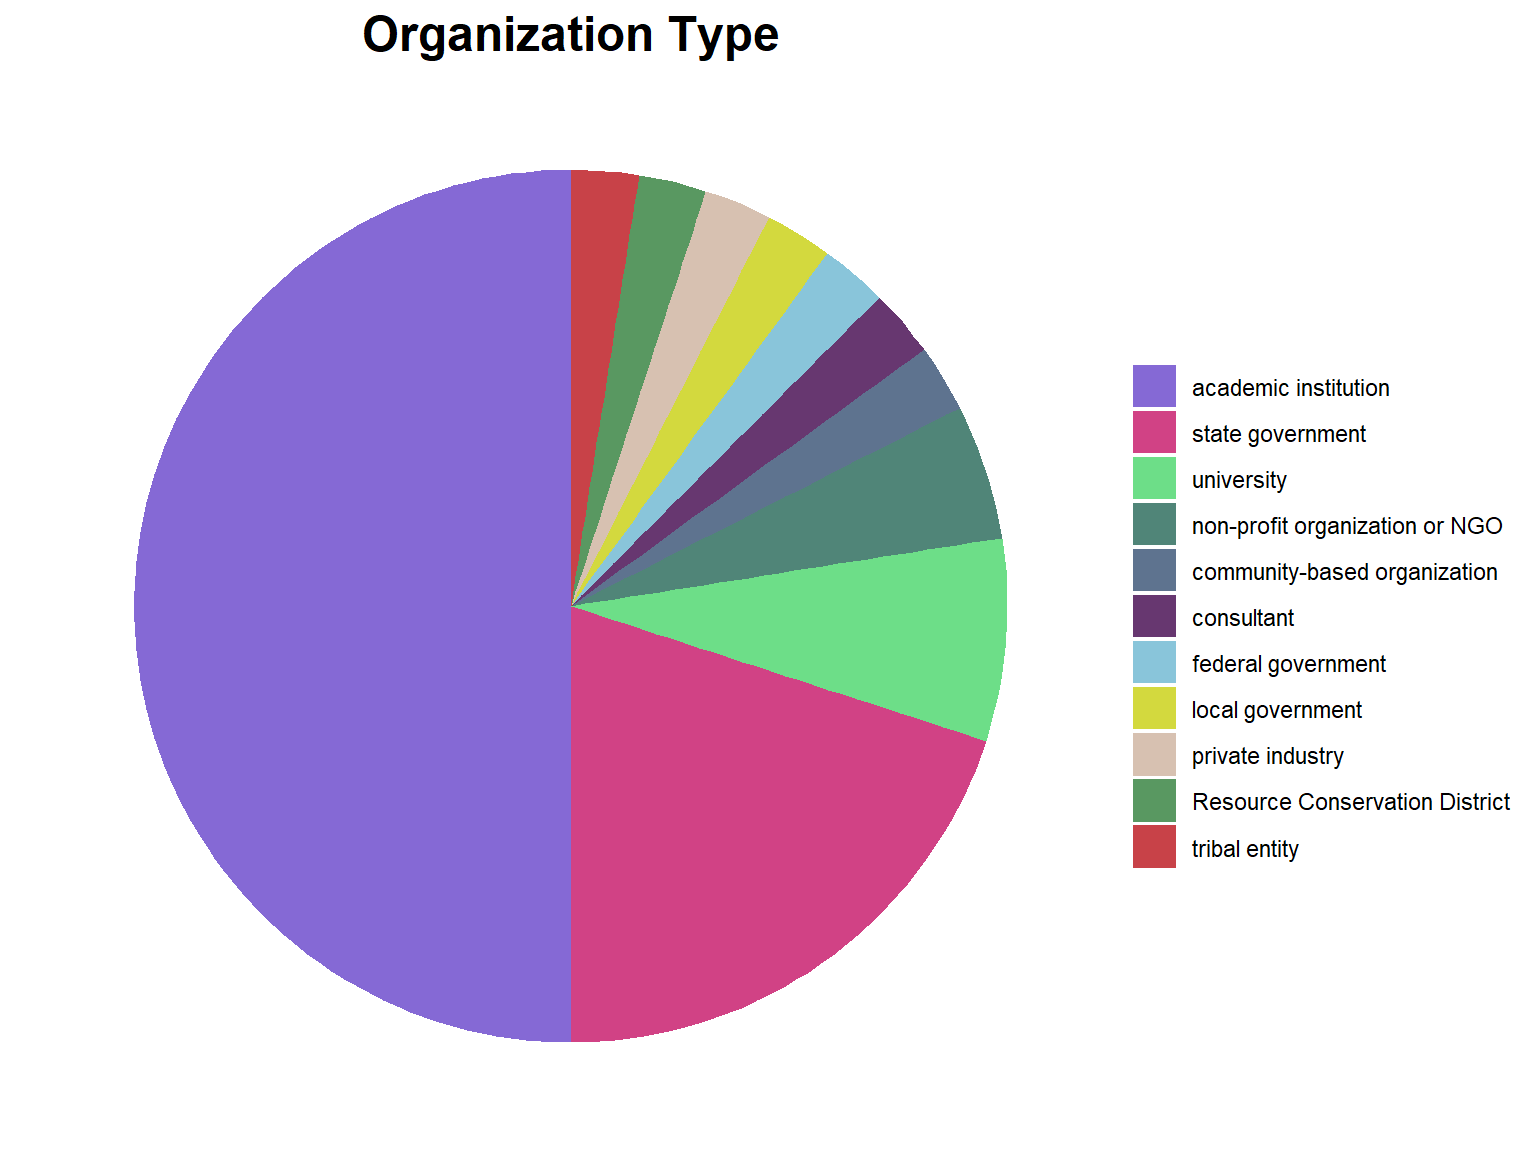 Organization Type
academic institution
state government
university
non-profit organization or NGO
community-based organization
consultant
federal government
local government
private industry
Resource Conservation District
tribal entity